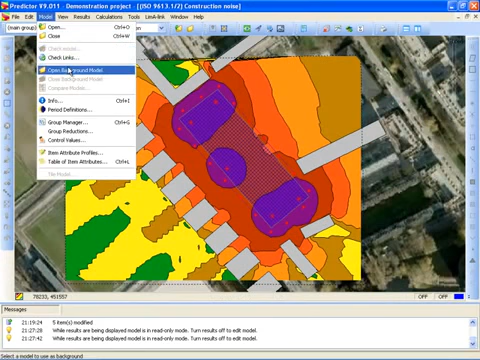 Predictor V9.011 - Demonstration project - [(ISO 9613.1/2) Construction noise]
File Edit Model View Results Calculations Tools Limit-link Window Help
(main group)
Open... Ctrl+O
Close Ctrl+W
Check model...
Check Links...
Open Background Model
Close Background Model
Compare Models...
Info... Ctrl+I
Period Definitions...
Group Manager... Ctrl+G
Group Reductions...
Control Values...
Item Attribute Profiles...
Table of Item Attributes... Ctrl+L
Tile Model...
78233, 451557
OFF OFF
Messages
21:19:24 5 item(s) modified
21:27:28 While results are being displayed model is in read-only mode. Turn results off to edit model.
21:27:42 While results are being displayed model is in read-only mode. Turn results off to edit model.
Select a model to use as background